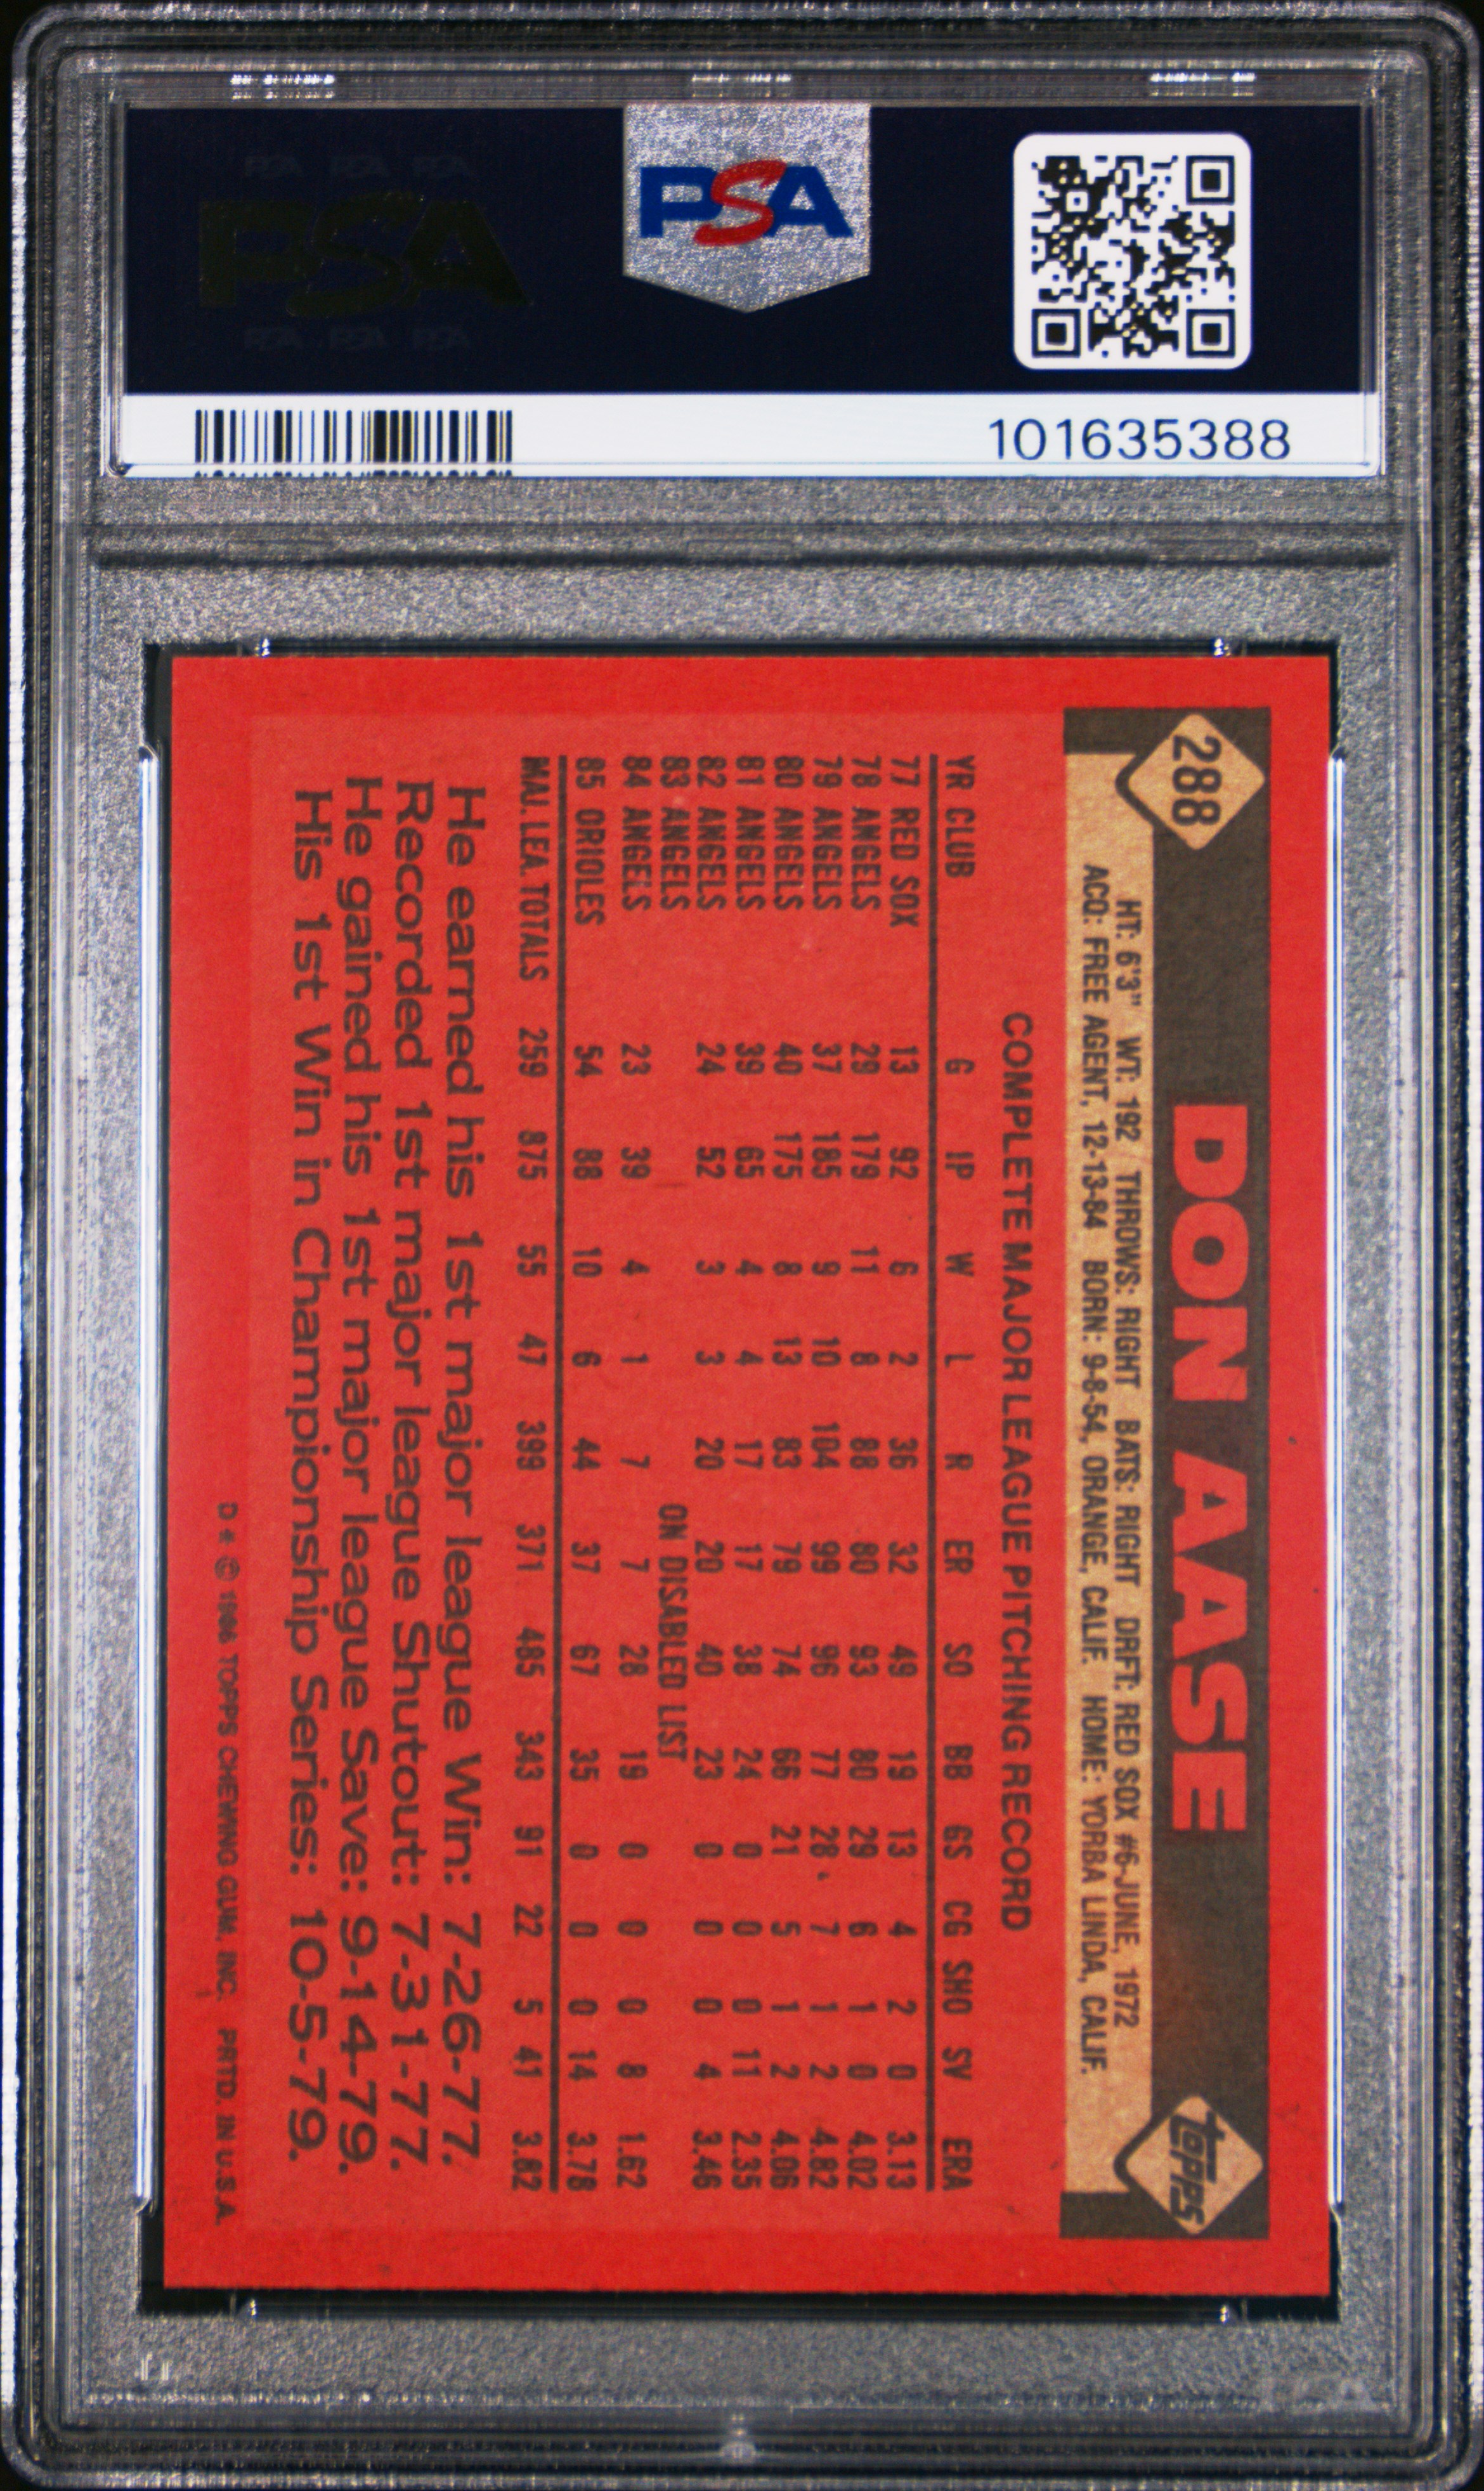 PSA PSA PSA
PSA
PSA PSA PSA
PSA
101635388
288
DON AASE
topps
HT: 6'3" WT: 192 THROWS: RIGHT BATS: RIGHT DRFT: RED SOX #6-JUNE, 1972
ACQ: FREE AGENT, 12-13-84 BORN: 9-8-54, ORANGE, CALIF. HOME: YORBA LINDA, CALIF.
COMPLETE MAJOR LEAGUE PITCHING RECORD
YR CLUB G IP W L R ER SO BB GS CG SHO SV ERA
77 RED SOX 13 92 6 2 36 32 49 19 13 4 2 0 3.13
78 ANGELS 29 179 11 8 88 80 93 80 29 6 1 0 4.02
79 ANGELS 37 185 9 10 104 99 96 77 28 7 1 2 4.82
80 ANGELS 40 175 8 13 83 79 74 66 21 5 1 2 4.06
81 ANGELS 39 65 4 4 17 17 38 24 0 0 0 11 2.35
82 ANGELS 24 52 3 3 20 20 40 23 0 0 0 4 3.46
83 ANGELS ON DISABLED LIST
84 ANGELS 23 39 4 1 7 7 28 19 0 0 0 8 1.62
85 ORIOLES 54 88 10 6 44 37 67 35 0 0 0 14 3.78
MAJ. LEA. TOTALS 259 875 55 47 399 371 485 343 91 22 5 41 3.82
He earned his 1st major league Win: 7-26-77.
Recorded 1st major league Shutout: 7-31-77.
He gained his 1st major league Save: 9-14-79.
His 1st Win in Championship Series: 10-5-79.
D* © 1986 TOPPS CHEWING GUM, INC. PRTD. IN U.S.A.